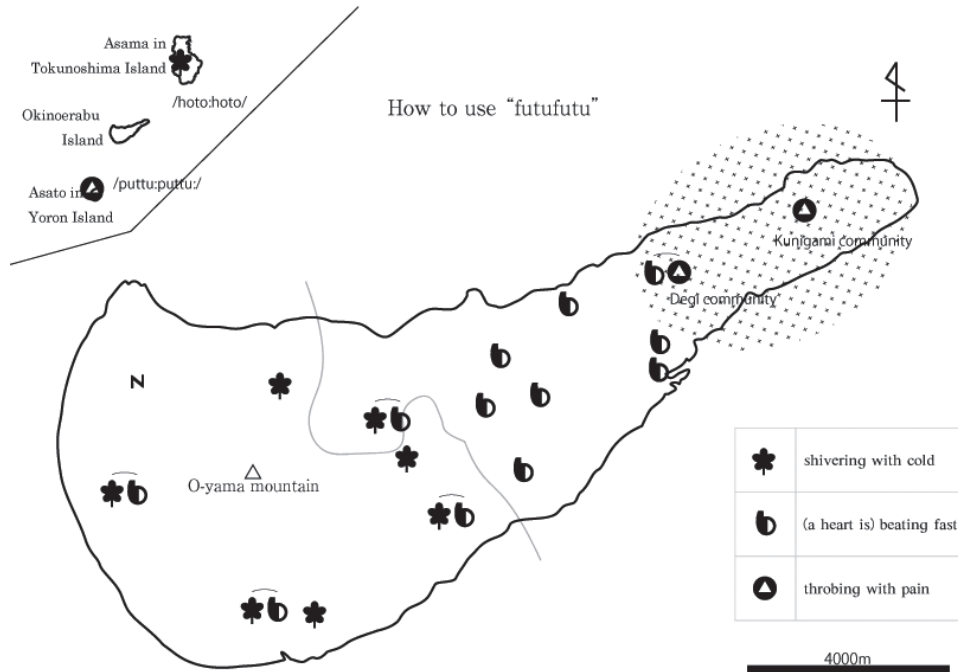 Asama in
Tokunoshima Island
/hoto:hoto/
Okinoerabu
Island
/puttu:puttu:/
Asato in
Yoron Island
How to use “futufutu”
Kunigami community
Degi community
N
O-yama mountain
shivering with cold
(a heart is) beating fast
throbing with pain
4000m